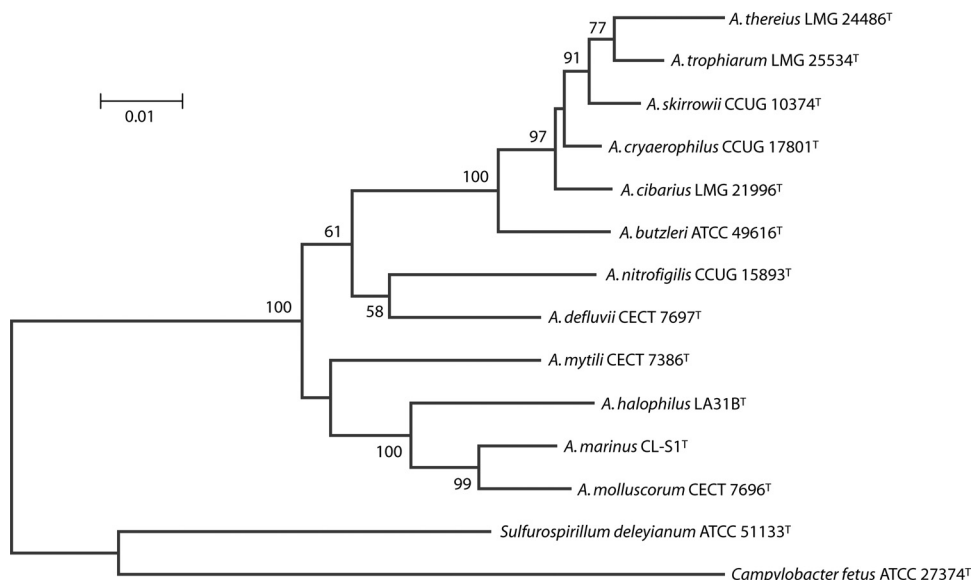 A. thereius LMG 24486ᵀ
77
A. trophiarum LMG 25534ᵀ
91
A. skirrowii CCUG 10374ᵀ
0.01
97
A. cryaerophilus CCUG 17801ᵀ
100
A. cibarius LMG 21996ᵀ
61
A. butzleri ATCC 49616ᵀ
A. nitrofigilis CCUG 15893ᵀ
100
58
A. defluvii CECT 7697ᵀ
A. mytili CECT 7386ᵀ
A. halophilus LA31Bᵀ
100
A. marinus CL-S1ᵀ
99
A. molluscorum CECT 7696ᵀ
Sulfurospirillum deleyianum ATCC 51133ᵀ
Campylobacter fetus ATCC 27374ᵀ